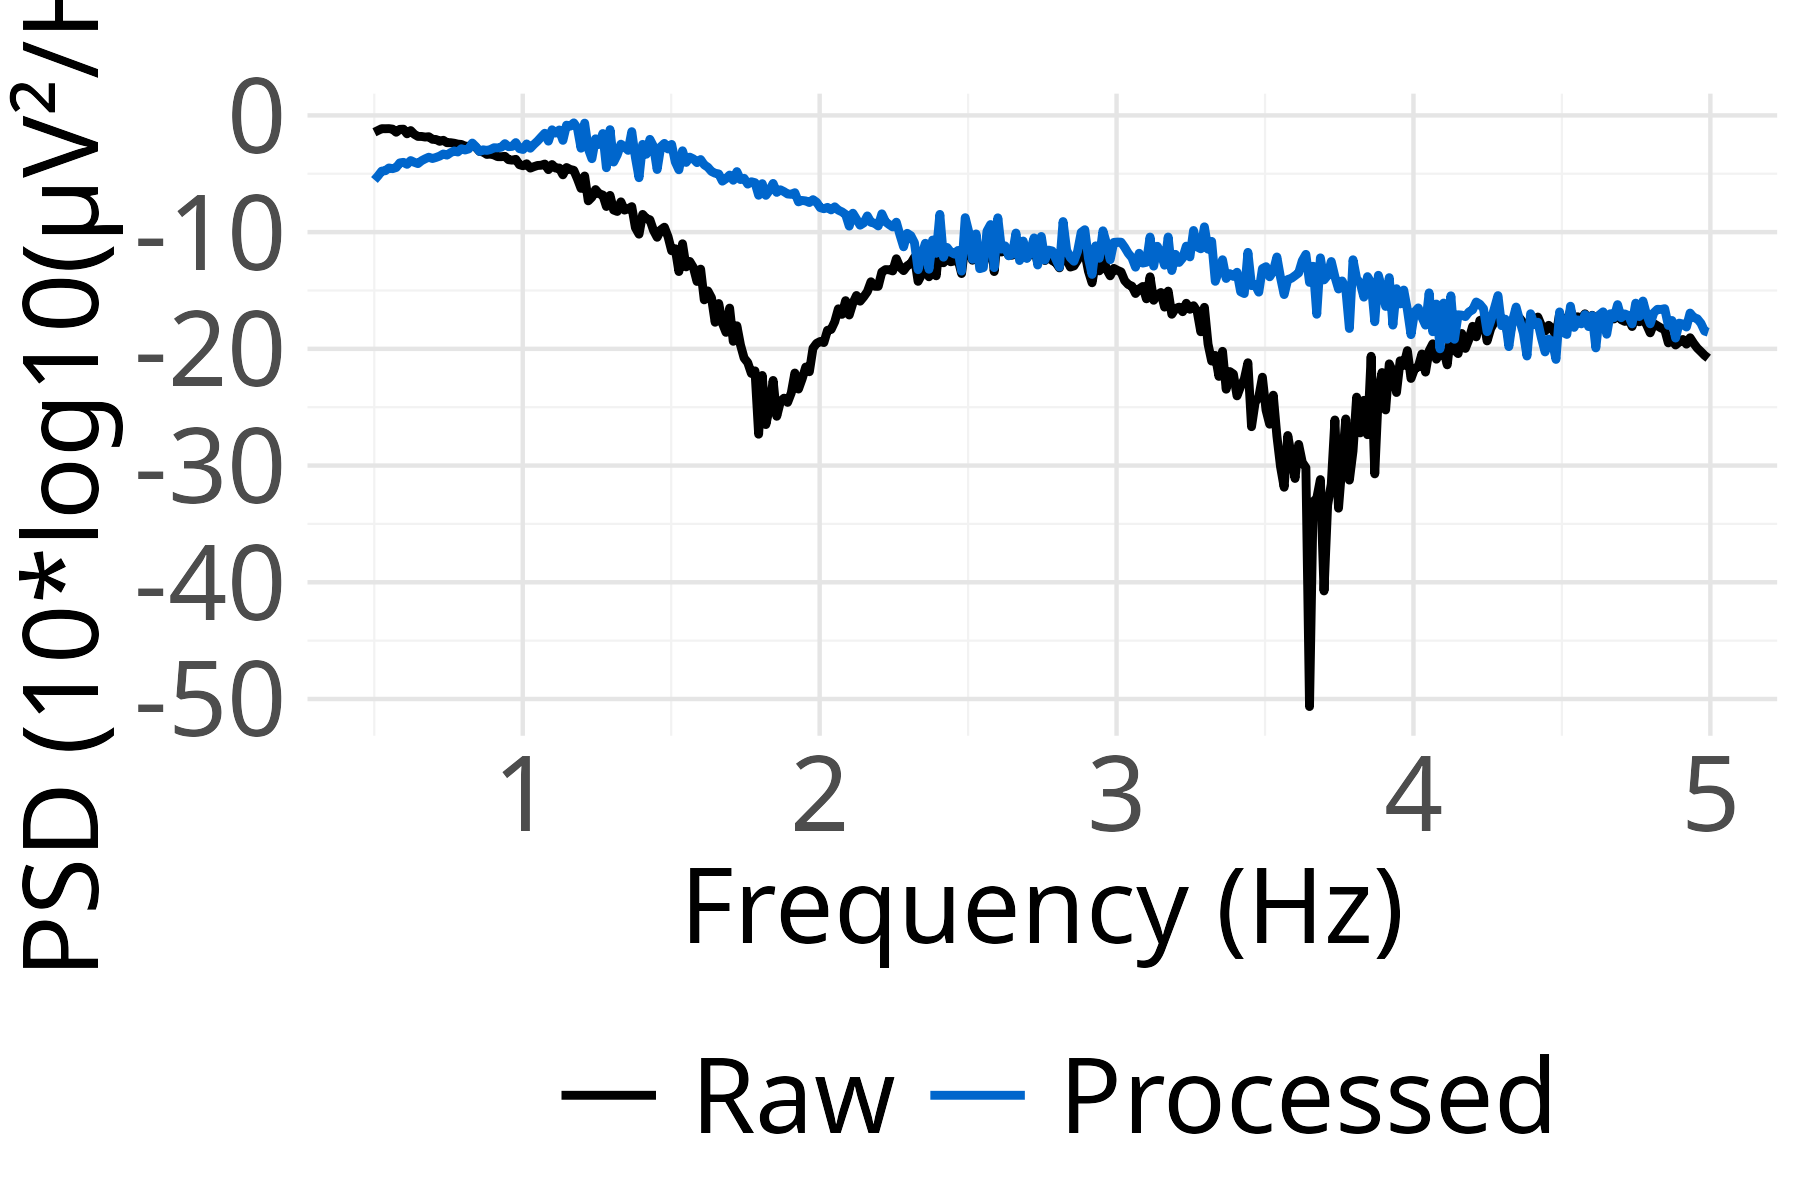 PSD (10*log10(µV²/H
0
-10
-20
-30
-40
-50
1 2 3 4 5
Frequency (Hz)
Raw Processed